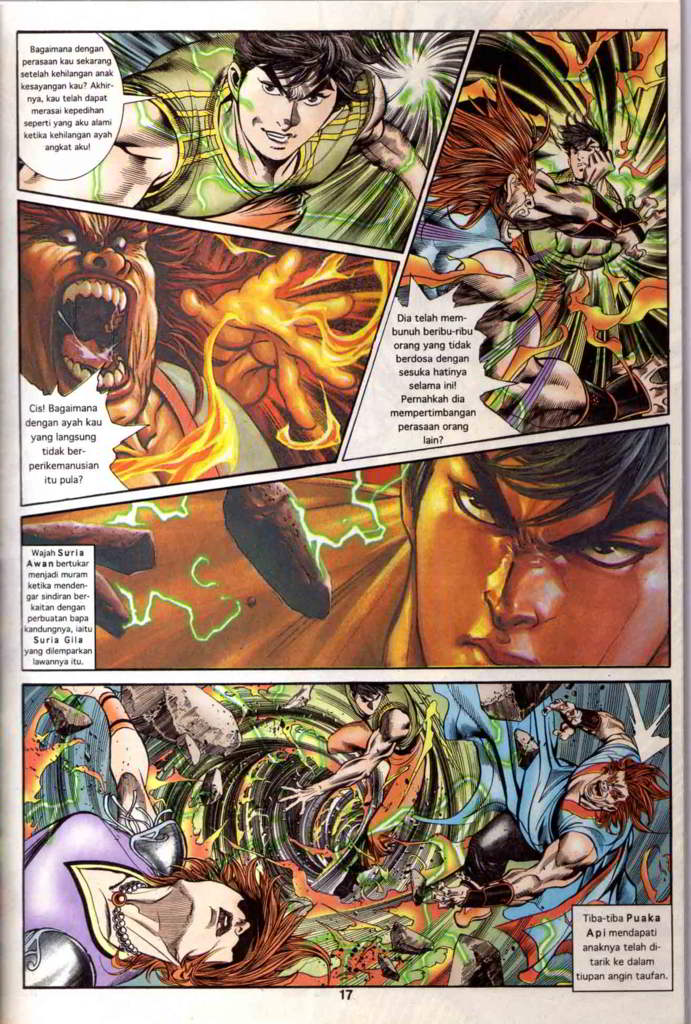 Bagaimana dengan
perasaan kau sekarang
setelah kehilangan anak
kesayangan kau? Akhir-
nya, kau telah dapat
merasai kepedihan
seperti yang aku alami
ketika kehilangan ayah
angkat aku!
Dia telah mem-
bunuh beribu-ribu
orang yang tidak
berdosa dengan
sesuka hatinya
selama ini!
Pernahkah dia
mempertimbangan
perasaan orang
lain?
Cis! Bagaimana
dengan ayah kau
yang langsung
tidak ber-
perikemanusian
itu pula?
Wajah Suria
Awan bertukar
menjadi muram
ketika menden-
gar sindiran ber-
kaitan dengan
perbuatan bapa
kandungnya, iaitu
Suria Gila
yang dilemparkan
lawannya itu.
Tiba-tiba Puaka
Api mendapati
anaknya telah di-
tarik ke dalam
tiupan angin taufan.
17